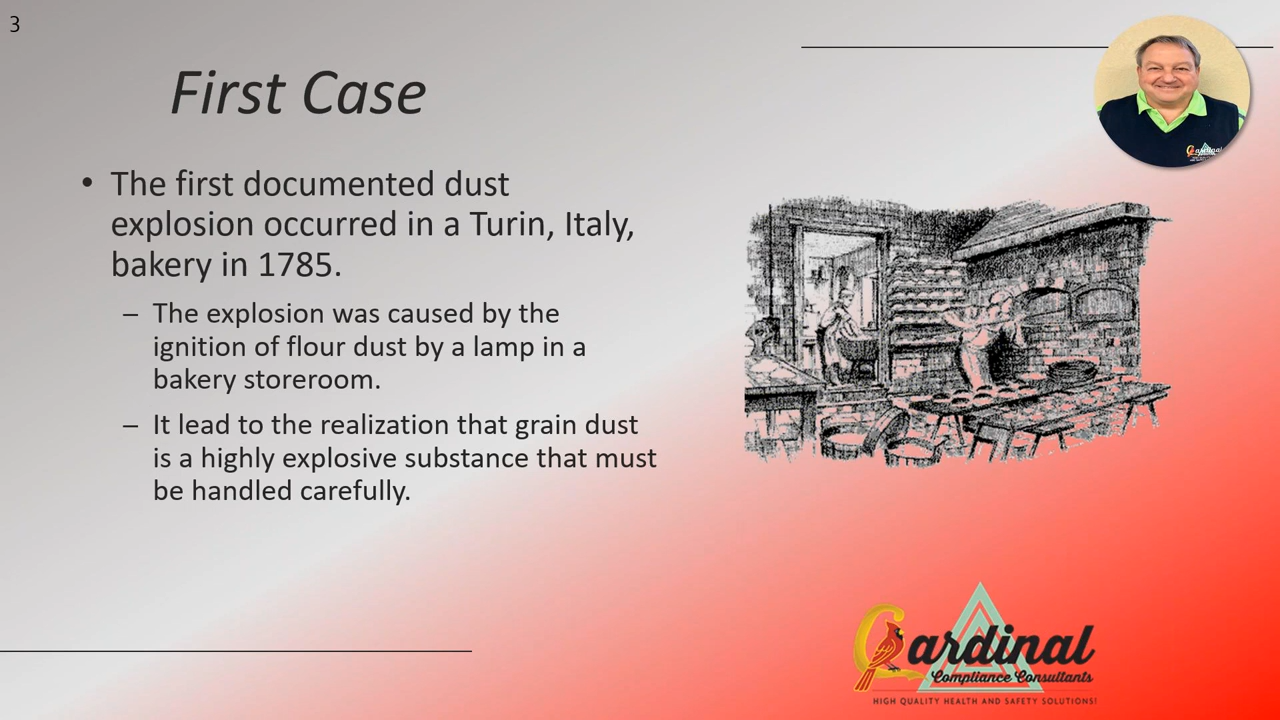 3
First Case
• The first documented dust
explosion occurred in a Turin, Italy,
bakery in 1785.
– The explosion was caused by the
ignition of flour dust by a lamp in a
bakery storeroom.
– It lead to the realization that grain dust
is a highly explosive substance that must
be handled carefully.
Cardinal
Cardinal
Compliance Consultants
HIGH QUALITY HEALTH AND SAFETY SOLUTIONS!